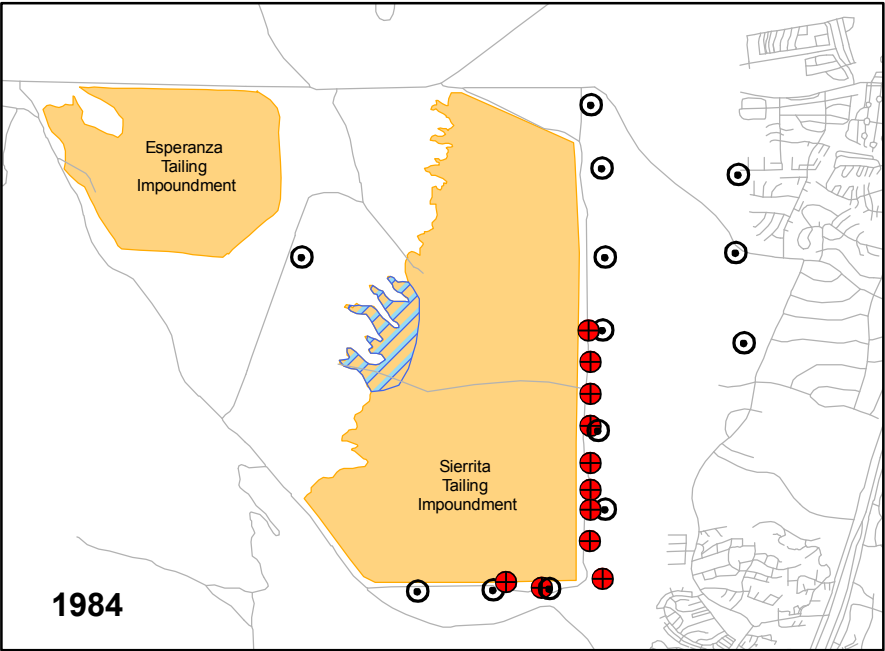 Esperanza
Tailing
Impoundment
Sierrita
Tailing
Impoundment
1984